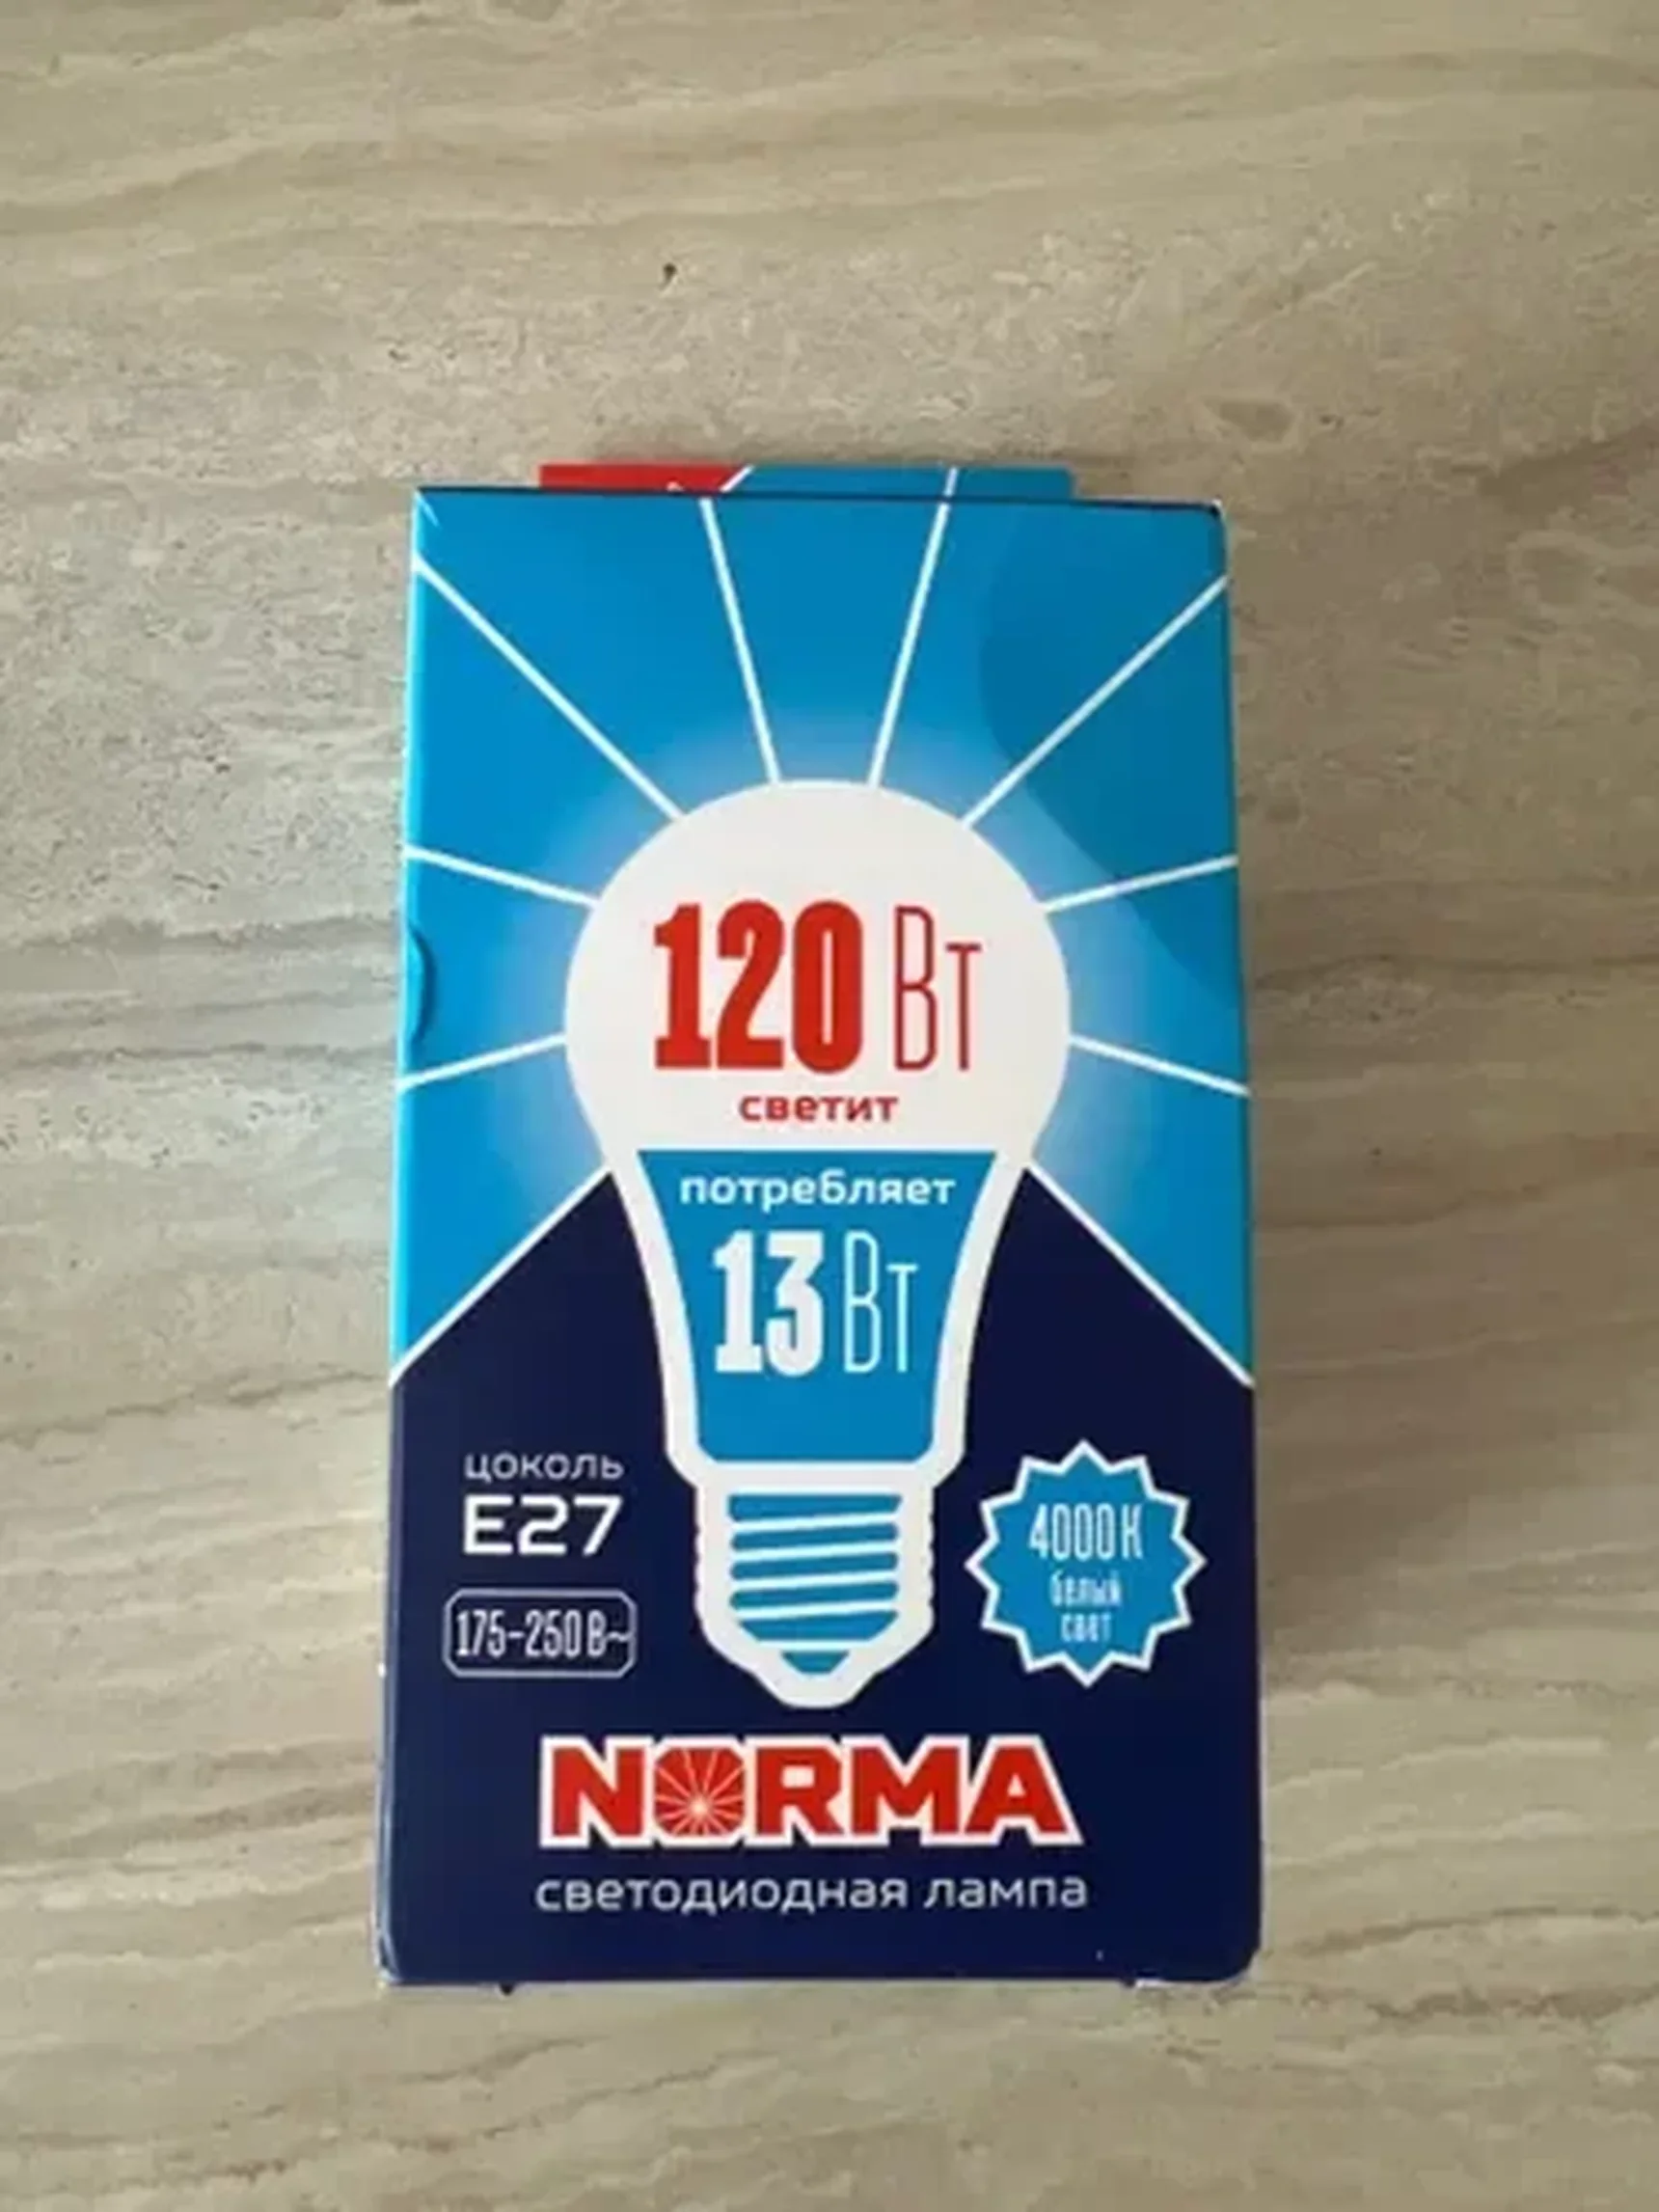 120 Вт
светит
потребляет
13 Вт
цоколь
E27
175-250 В~
4000 К
белый
свет
NORMA
светодиодная лампа